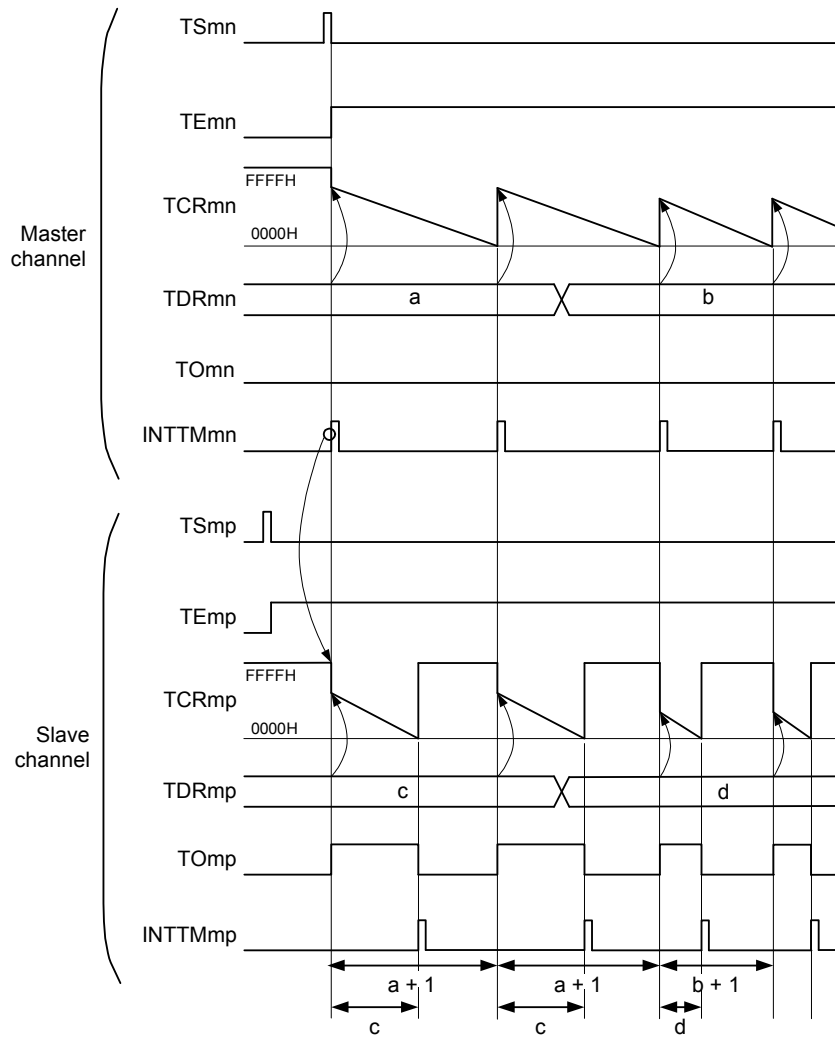 TSmn
TEmn
FFFFH
TCRmn
0000H
Master
channel
TDRmn
a
b
TOmn
INTTMmn
TSmp
TEmp
FFFFH
TCRmp
0000H
Slave
channel
TDRmp
c
d
TOmp
INTTMmp
a + 1
a + 1
b + 1
c
c
d